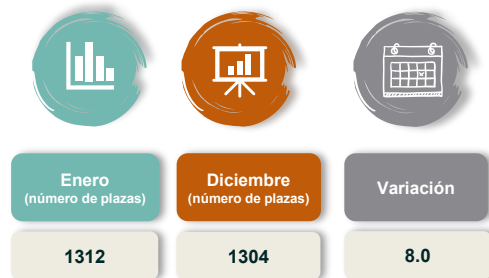 Enero
(número de plazas)
Diciembre
(número de plazas)
Variación
1312
1304
8.0